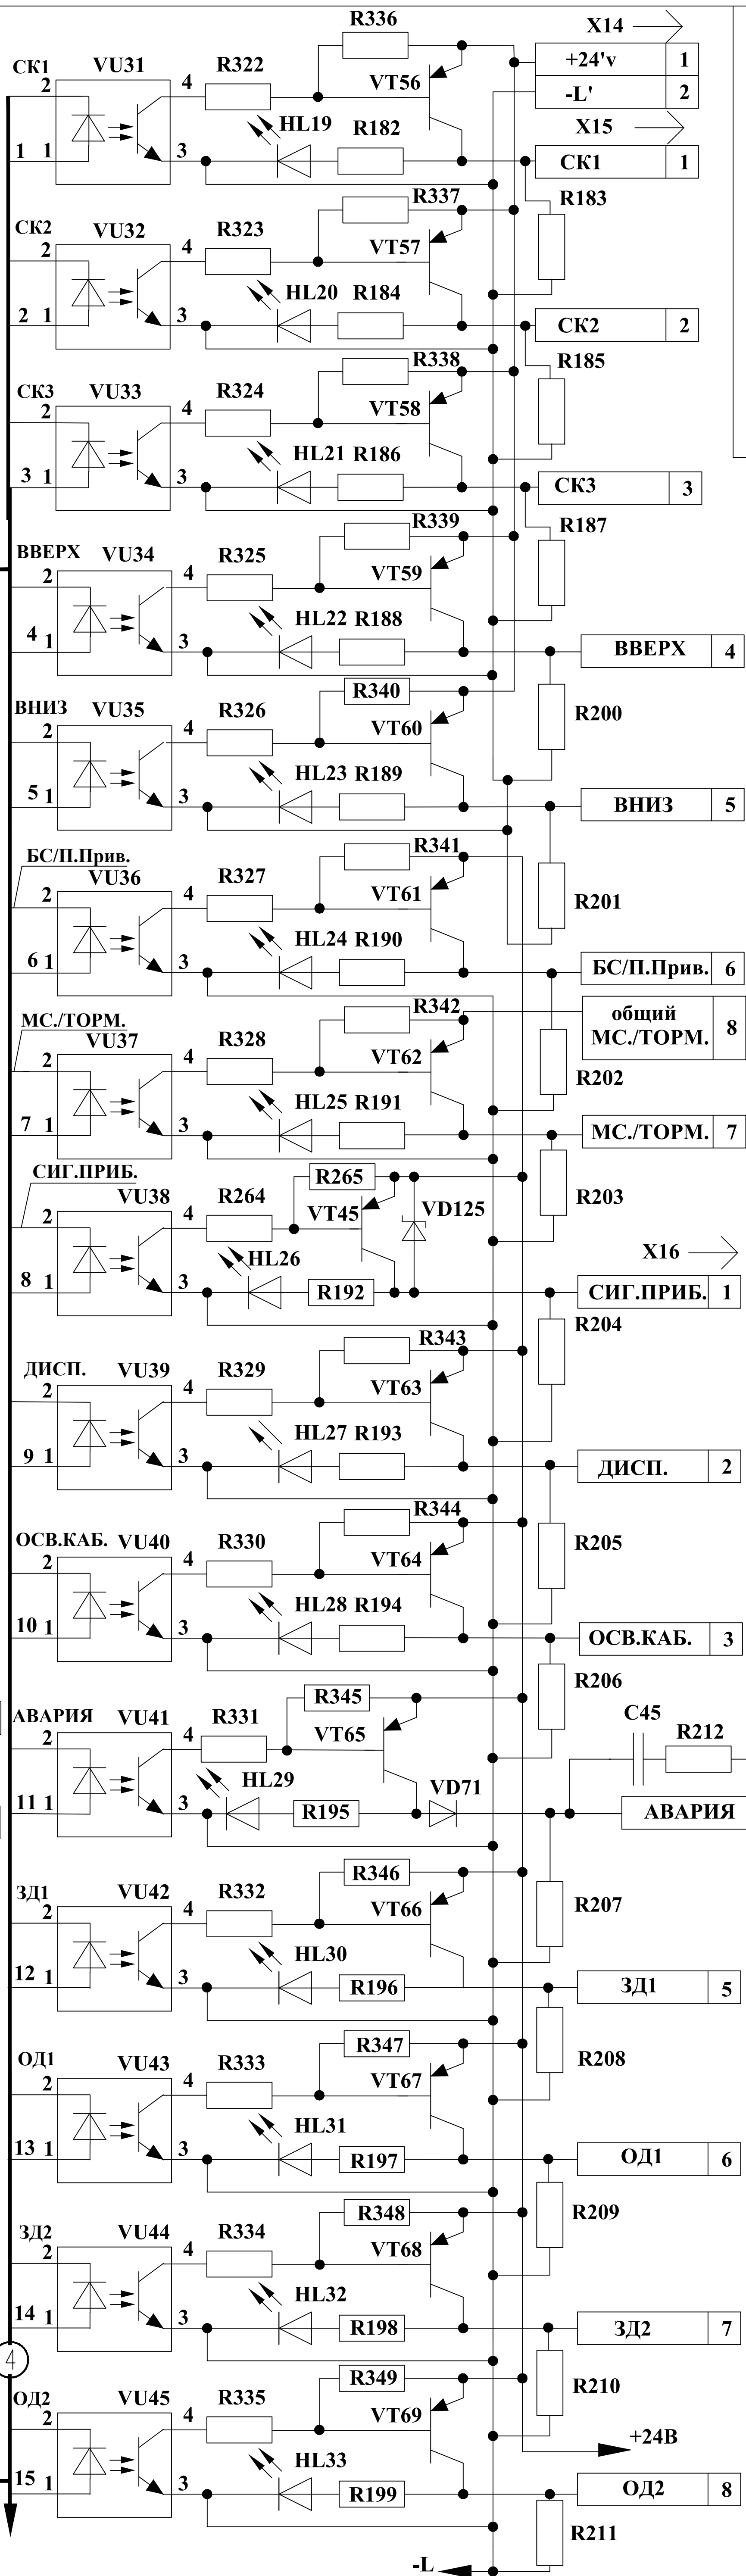 R336
X14
СК1
VU31
R322
+24'v
1
2
4
VT56
-L'
2
HL19
R182
X15
1 1
3
СК1
1
R183
R337
СК2
VU32
R323
VT57
2
4
HL20
R184
2 1
3
СК2
2
R338
R185
СК3
VU33
R324
VT58
2
4
HL21
R186
3 1
3
СК3
3
R339
R187
ВВЕРХ
VU34
R325
VT59
2
4
HL22
R188
4 1
3
ВВЕРХ
4
R340
ВНИЗ
VU35
R326
VT60
R200
2
4
HL23
R189
5 1
3
ВНИЗ
5
R341
БС/П.Прив.
VU36
R327
VT61
R201
2
4
HL24
R190
6 1
3
БС/П.Прив.
6
R342
общий
МС./ТОРМ.
8
МС./ТОРМ.
VU37
R328
VT62
2
4
R202
HL25
R191
7 1
3
МС./ТОРМ.
7
СИГ.ПРИБ.
R265
VU38
R264
VT45
VD125
R203
2
4
HL26
X16
8 1
3
R192
СИГ.ПРИБ.
1
R204
R343
ДИСП.
VU39
R329
VT63
2
4
HL27
R193
9 1
3
ДИСП.
2
R344
ОСВ.КАБ.
VU40
R330
VT64
R205
2
4
HL28
R194
10 1
3
ОСВ.КАБ.
3
R206
R345
АВАРИЯ
VU41
R331
VT65
C45
R212
2
4
HL29
VD71
11 1
3
R195
АВАРИЯ
R346
ЗД1
VU42
R332
VT66
R207
2
4
HL30
12 1
3
R196
ЗД1
5
R347
ОД1
VU43
R333
VT67
R208
2
4
HL31
13 1
3
R197
ОД1
6
R348
R209
ЗД2
VU44
R334
VT68
2
4
HL32
14 1
3
R198
ЗД2
7
4
R349
R210
ОД2
VU45
R335
VT69
2
4
+24В
HL33
15 1
3
R199
ОД2
8
R211
-L